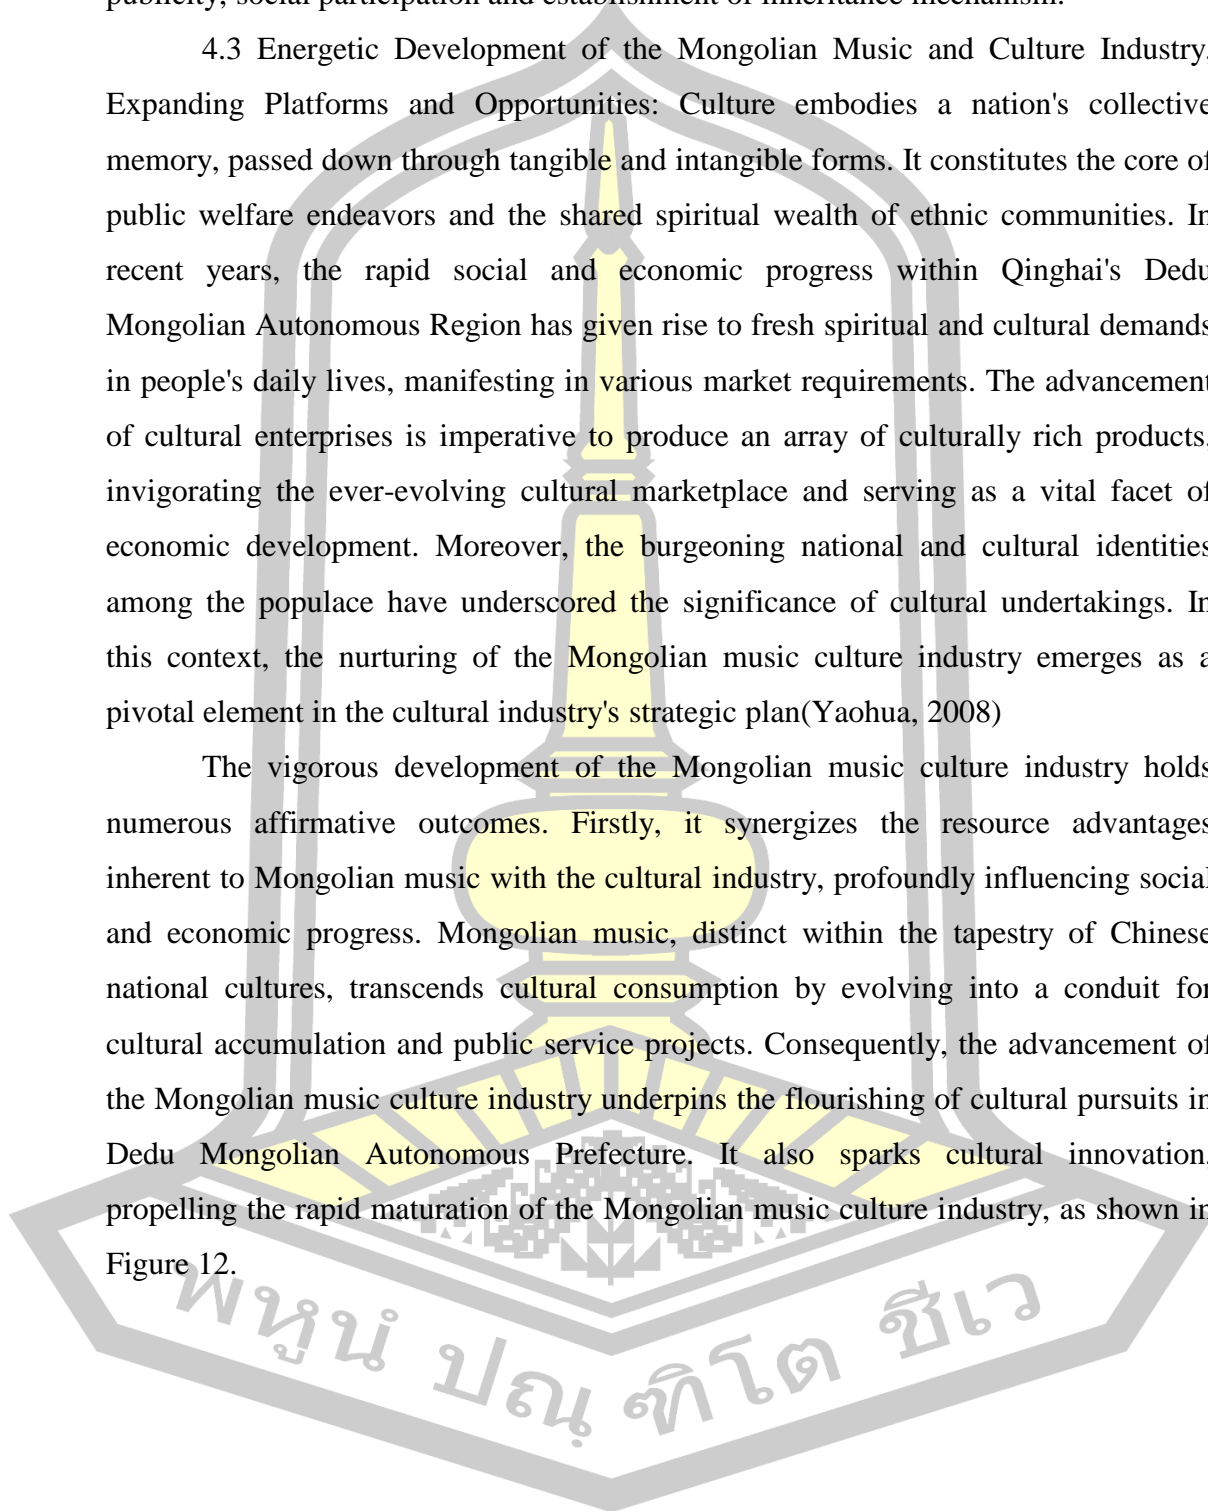 publicity, social participation and establishment of inheritance mechanism.
4.3 Energetic Development of the Mongolian Music and Culture Industry,
Expanding Platforms and Opportunities: Culture embodies a nation's collective
memory, passed down through tangible and intangible forms. It constitutes the core of
public welfare endeavors and the shared spiritual wealth of ethnic communities. In
recent years, the rapid social and economic progress within Qinghai's Dedu
Mongolian Autonomous Region has given rise to fresh spiritual and cultural demands
in people's daily lives, manifesting in various market requirements. The advancement
of cultural enterprises is imperative to produce an array of culturally rich products,
invigorating the ever-evolving cultural marketplace and serving as a vital facet of
economic development. Moreover, the burgeoning national and cultural identities
among the populace have underscored the significance of cultural undertakings. In
this context, the nurturing of the Mongolian music culture industry emerges as a
pivotal element in the cultural industry's strategic plan(Yaohua, 2008)
The vigorous development of the Mongolian music culture industry holds
numerous affirmative outcomes. Firstly, it synergizes the resource advantages
inherent to Mongolian music with the cultural industry, profoundly influencing social
and economic progress. Mongolian music, distinct within the tapestry of Chinese
national cultures, transcends cultural consumption by evolving into a conduit for
cultural accumulation and public service projects. Consequently, the advancement of
the Mongolian music culture industry underpins the flourishing of cultural pursuits in
Dedu Mongolian Autonomous Prefecture. It also sparks cultural innovation,
propelling the rapid maturation of the Mongolian music culture industry, as shown in
Figure 12.
พหูนํ ปณฺฑิโต ชีเว